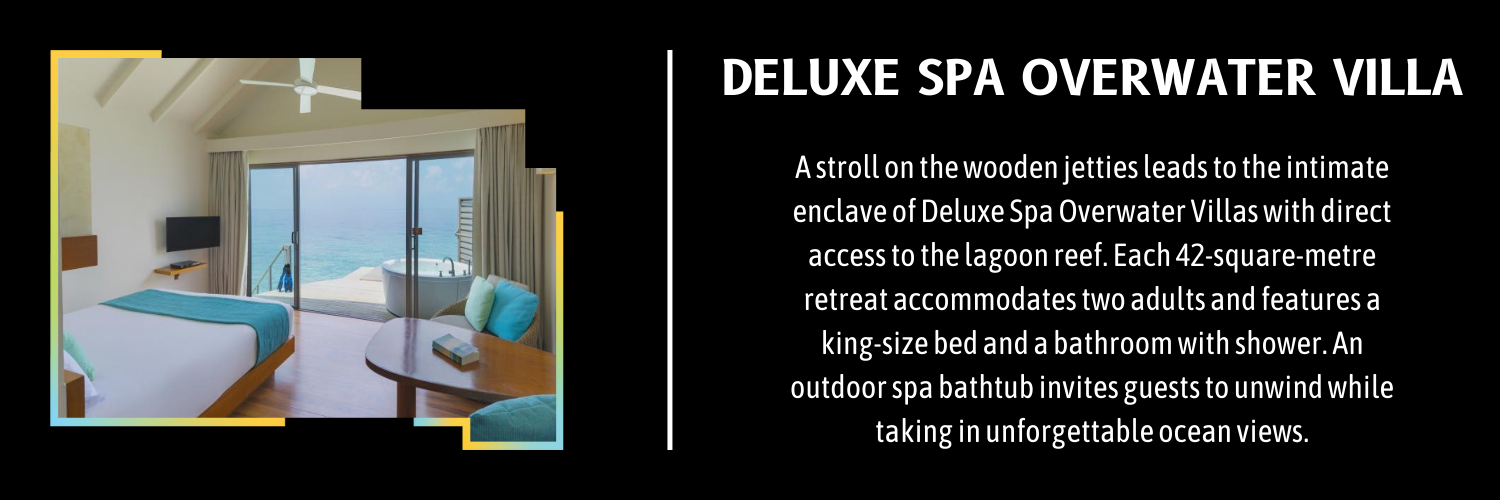 DELUXE SPA OVERWATER VILLA
A stroll on the wooden jetties leads to the intimate
enclave of Deluxe Spa Overwater Villas with direct
access to the lagoon reef. Each 42-square-metre
retreat accommodates two adults and features a
king-size bed and a bathroom with shower. An
outdoor spa bathtub invites guests to unwind while
taking in unforgettable ocean views.